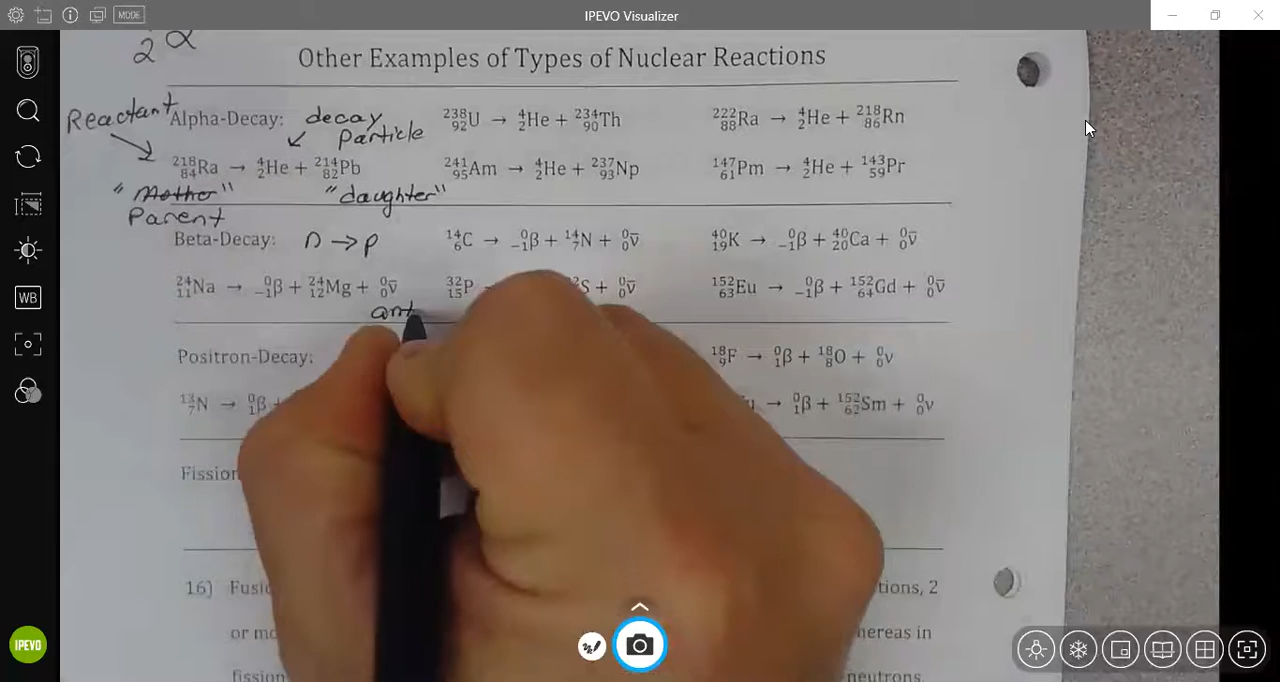 IPEVO Visualizer
MODE
2 α
Other Examples of Types of Nuclear Reactions
Reactant
Alpha-Decay: decay Particle ²³⁸₉₂U → ⁴₂He + ²³⁴₉₀Th ²²²₈₈Ra → ⁴₂He + ²¹⁸₈₆Rn
²¹⁸₈₄Ra → ⁴₂He + ²¹⁴₈₂Pb ²⁴¹₉₅Am → ⁴₂He + ²³⁷₉₃Np ¹⁴⁷₆₁Pm → ⁴₂He + ¹⁴³₅₉Pr
"Mother" "daughter"
Parent
Beta-Decay: n → p ¹⁴₆C → ⁰₋₁β + ¹⁴₇N + ⁰₀ν̅ ⁴⁰₁₉K → ⁰₋₁β + ⁴⁰₂₀Ca + ⁰₀ν̅
²⁴₁₁Na → ⁰₋₁β + ²⁴₁₂Mg + ⁰₀ν̅ ³²₁₅P S + ⁰₀ν̅ ¹⁵²₆₃Eu → ⁰₋₁β + ¹⁵²₆₄Gd + ⁰₀ν̅
ant
Positron-Decay: ¹⁸₉F → ⁰₁β + ¹⁸₈O + ⁰₀ν
¹³₇N → ⁰₁β + → ⁰₁β + ¹⁵²₆₂Sm + ⁰₀ν
Fission
16) tions, 2
or hereas in
fission neutrons
WB
IPEVO